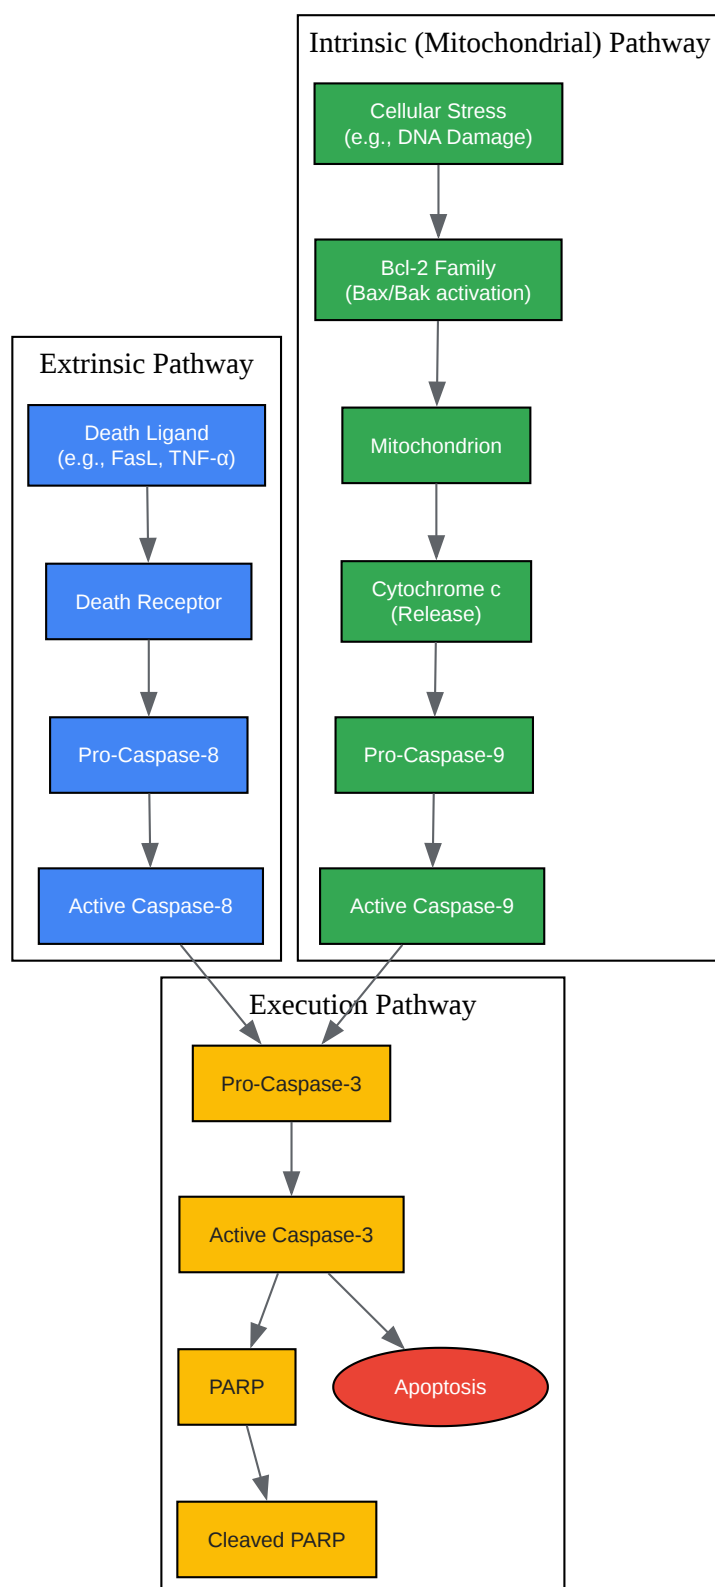 Intrinsic (Mitochondrial) Pathway
Cellular Stress
(e.g., DNA Damage)
Bcl-2 Family
(Bax/Bak activation)
Mitochondrion
Cytochrome c
(Release)
Pro-Caspase-9
Active Caspase-9
Extrinsic Pathway
Death Ligand
(e.g., FasL, TNF-α)
Death Receptor
Pro-Caspase-8
Active Caspase-8
Execution Pathway
Pro-Caspase-3
Active Caspase-3
PARP
Apoptosis
Cleaved PARP